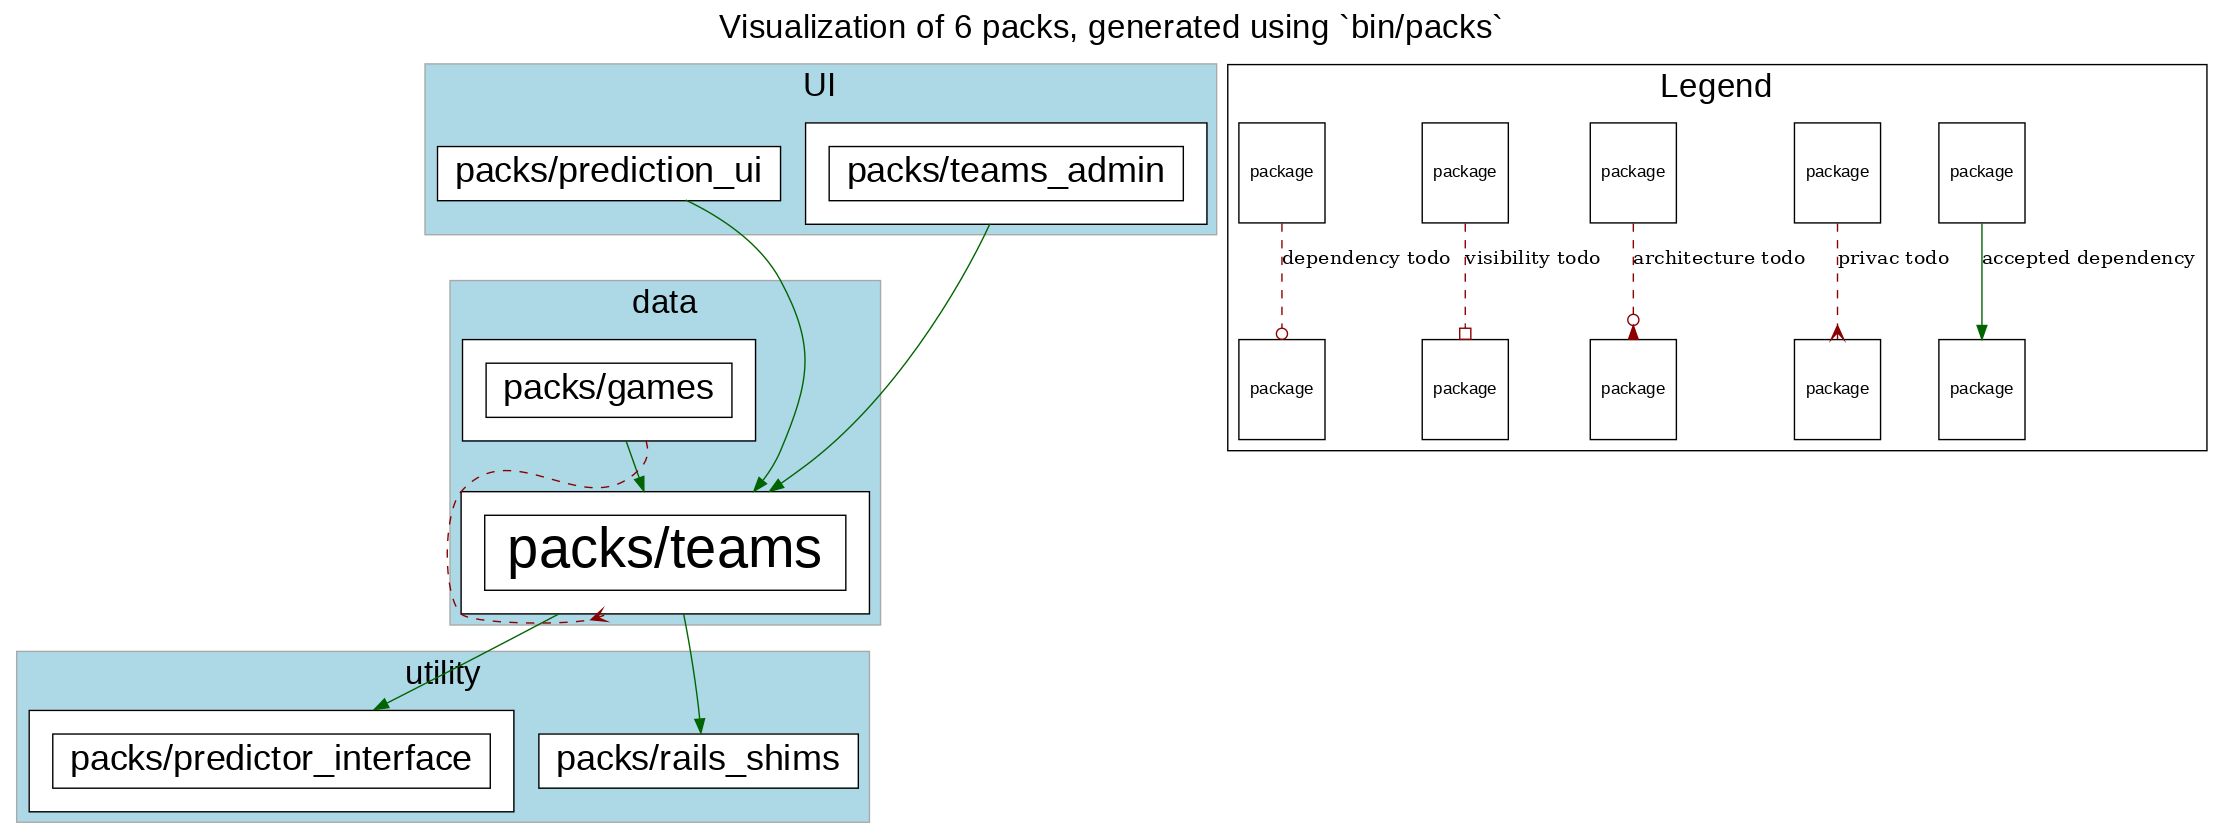 Visualization of 6 packs, generated using `bin/packs`
UI
packs/prediction_ui
packs/teams_admin
data
packs/games
packs/teams
utility
packs/predictor_interface
packs/rails_shims
Legend
package
package
package
package
package
dependency todo
visibility todo
architecture todo
privac todo
accepted dependency
package
package
package
package
package